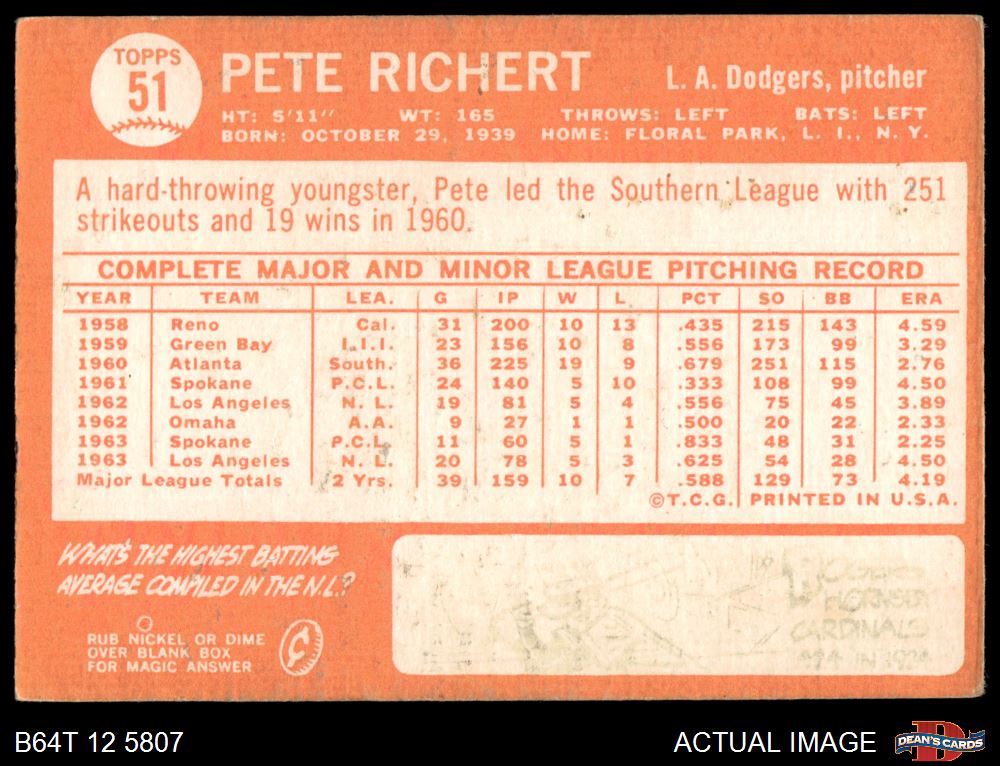 TOPPS
51
PETE RICHERT
L. A. Dodgers, pitcher
HT: 5'11" WT: 165 THROWS: LEFT BATS: LEFT
BORN: OCTOBER 29, 1939 HOME: FLORAL PARK, L. I., N. Y.
A hard-throwing youngster, Pete led the Southern League with 251
strikeouts and 19 wins in 1960.
COMPLETE MAJOR AND MINOR LEAGUE PITCHING RECORD
YEAR TEAM LEA. G IP W L PCT SO BB ERA
1958 Reno Cal. 31 200 10 13 .435 215 143 4.59
1959 Green Bay I.I.I. 23 156 10 8 .556 173 99 3.29
1960 Atlanta South. 36 225 19 9 .679 251 115 2.76
1961 Spokane P.C.L. 24 140 5 10 .333 108 99 4.50
1962 Los Angeles N. L. 19 81 5 4 .556 75 45 3.89
1962 Omaha A.A. 9 27 1 1 .500 20 22 2.33
1963 Spokane P.C.L. 11 60 5 1 .833 48 31 2.25
1963 Los Angeles N. L. 20 78 5 3 .625 54 28 4.50
Major League Totals 2 Yrs. 39 159 10 7 .588 129 73 4.19
©T.C.G. PRINTED IN U.S.A.
WHAT'S THE HIGHEST BATTING
AVERAGE COMPILED IN THE N.L.?
RUB NICKEL OR DIME
OVER BLANK BOX
FOR MAGIC ANSWER
¢
CARDINALS
B64T 12 5807
ACTUAL IMAGE
DEAN'S CARDS